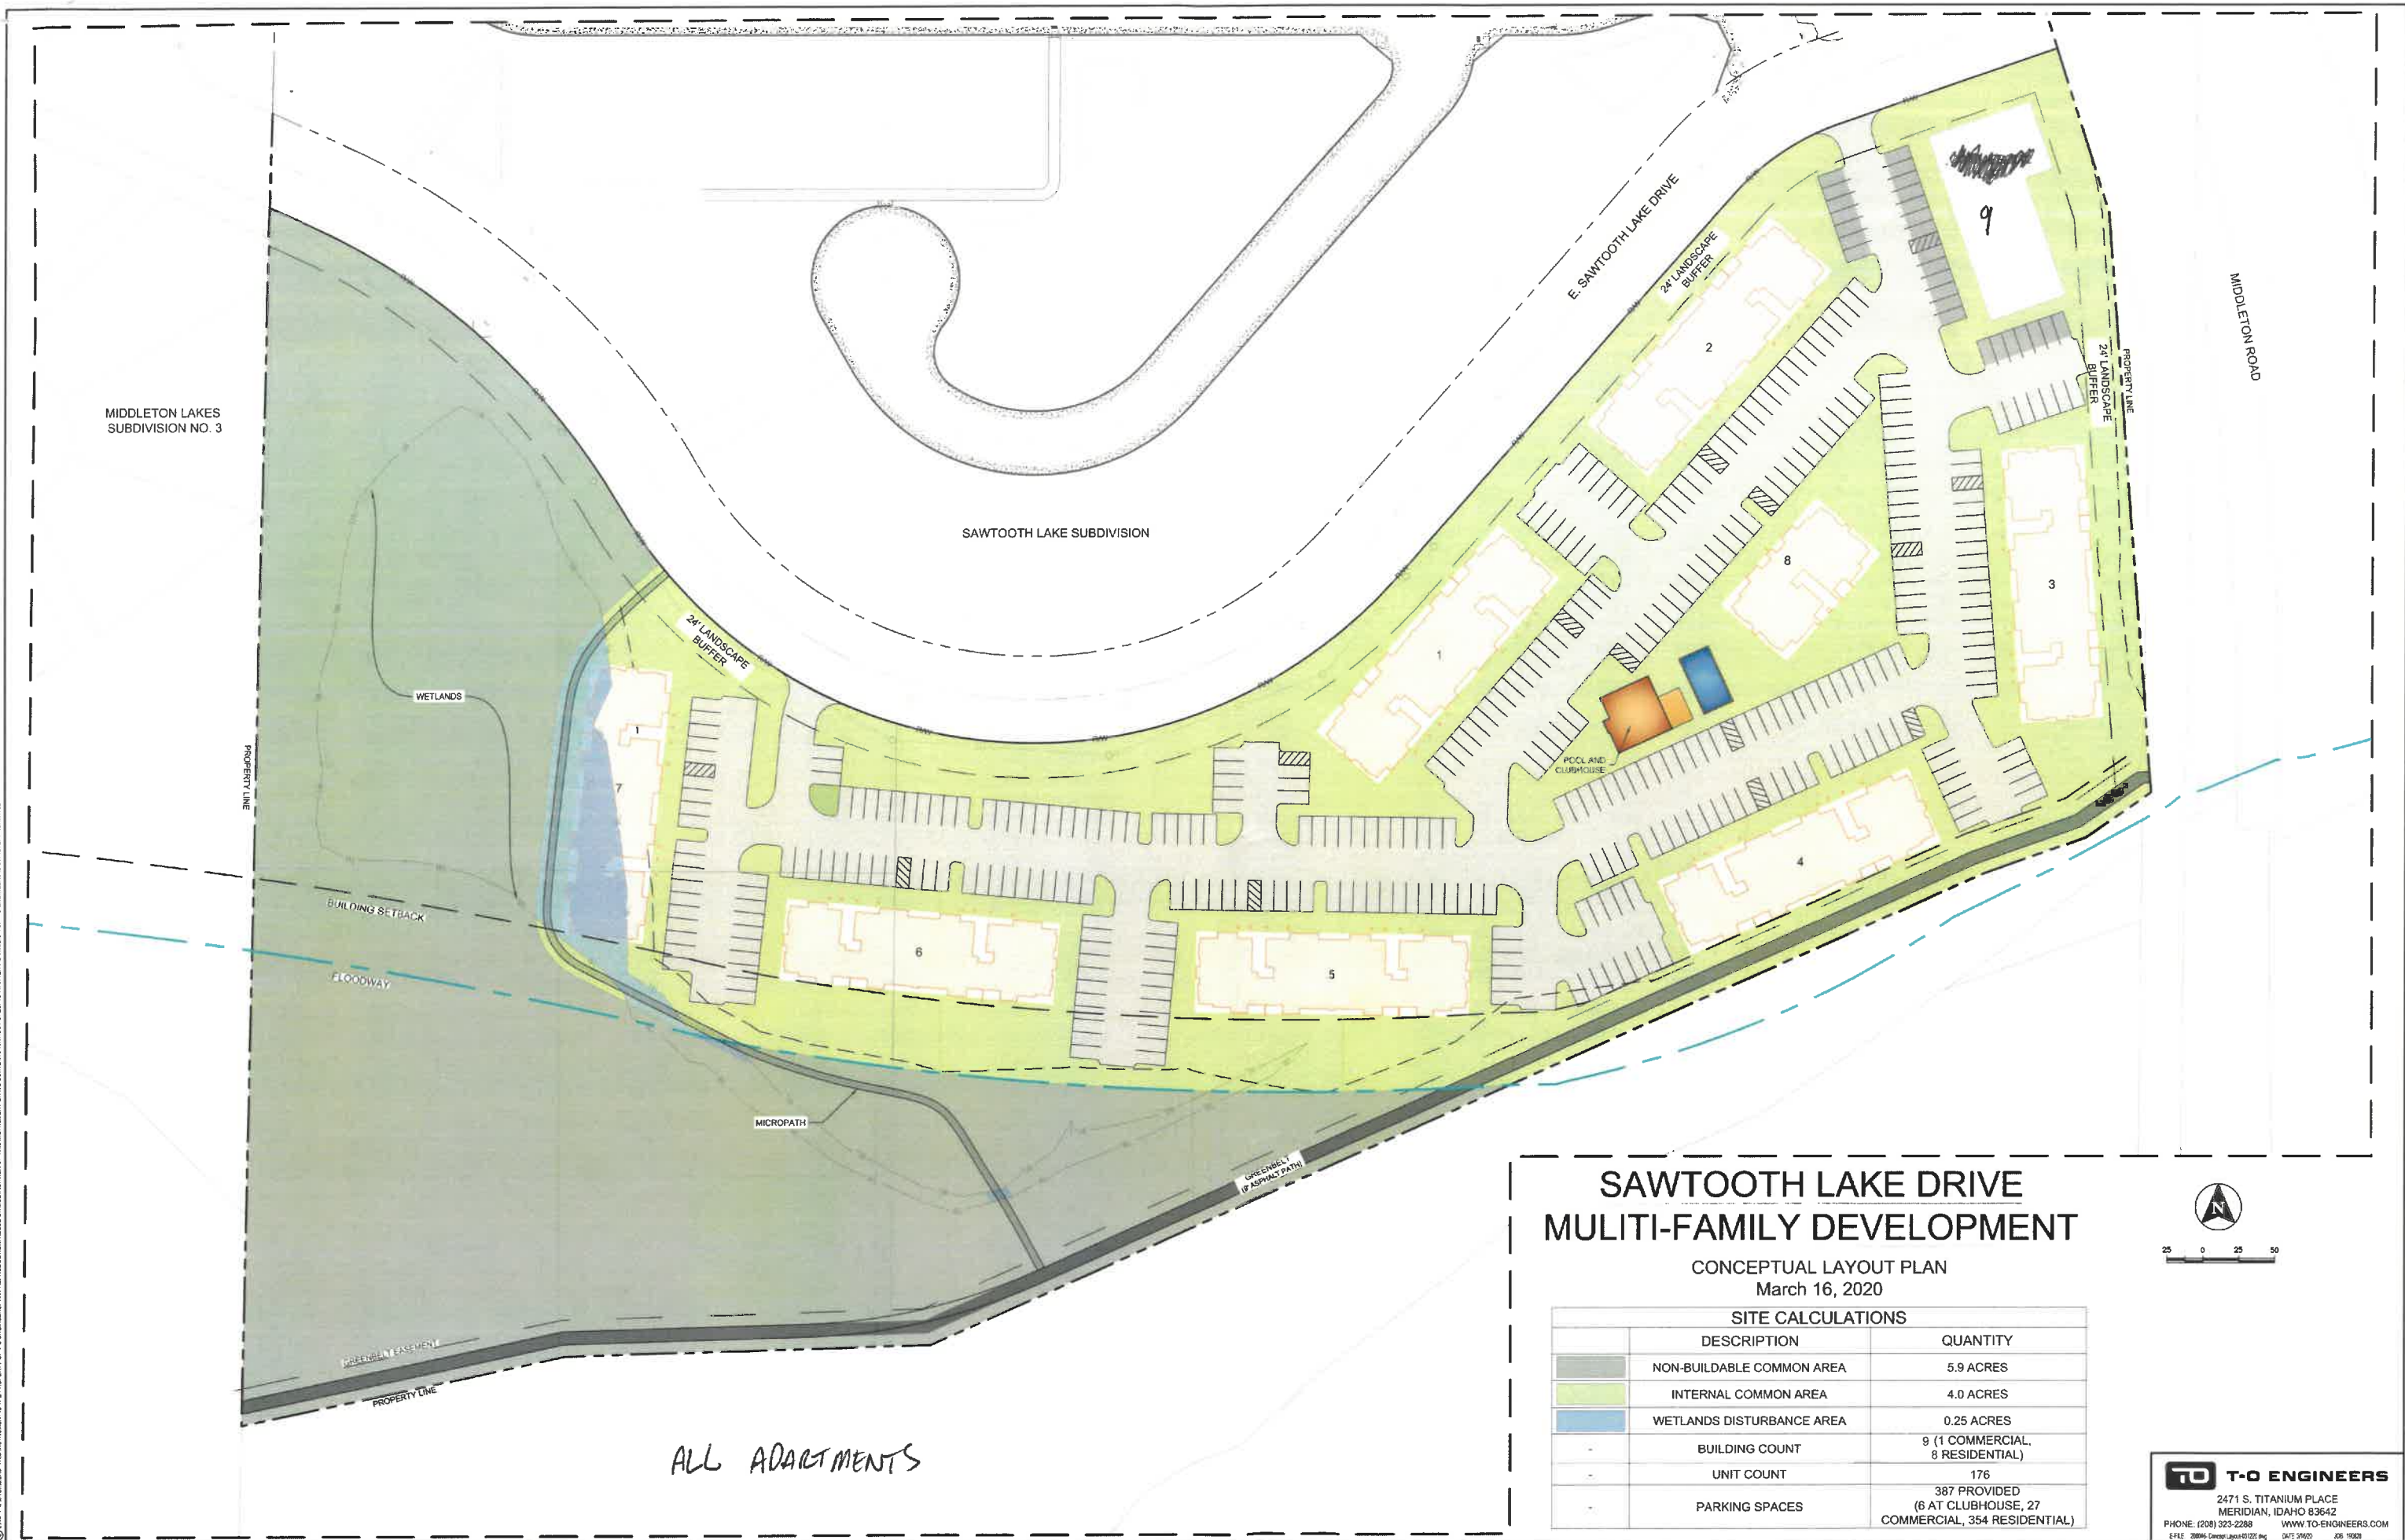 MIDDLETON LAKES
SUBDIVISION NO. 3
SAWTOOTH LAKE SUBDIVISION
E. SAWTOOTH LAKE DRIVE
24' LANDSCAPE
BUFFER
9
MIDDLETON ROAD
PROPERTY LINE
24' LANDSCAPE
BUFFER
2
8
3
1
24' LANDSCAPE
BUFFER
WETLANDS
PROPERTY LINE
7
POOL AND
CLUBHOUSE
4
6
5
BUILDING SETBACK
FLOODWAY
MICROPATH
GREENBELT
(8' ASPHALT PATH)
GREENBELT EASEMENT
PROPERTY LINE
ALL APARTMENTS
SAWTOOTH LAKE DRIVE
MULITI-FAMILY DEVELOPMENT
CONCEPTUAL LAYOUT PLAN
March 16, 2020
N
25 0 25 50
SITE CALCULATIONS
DESCRIPTION QUANTITY
NON-BUILDABLE COMMON AREA 5.9 ACRES
INTERNAL COMMON AREA 4.0 ACRES
WETLANDS DISTURBANCE AREA 0.25 ACRES
- BUILDING COUNT 9 (1 COMMERCIAL,
8 RESIDENTIAL)
- UNIT COUNT 176
- PARKING SPACES 387 PROVIDED
(6 AT CLUBHOUSE, 27
COMMERCIAL, 354 RESIDENTIAL)
TO T-O ENGINEERS
2471 S. TITANIUM PLACE
MERIDIAN, IDAHO 83642
PHONE: (208) 323-2288 WWW.TO-ENGINEERS.COM